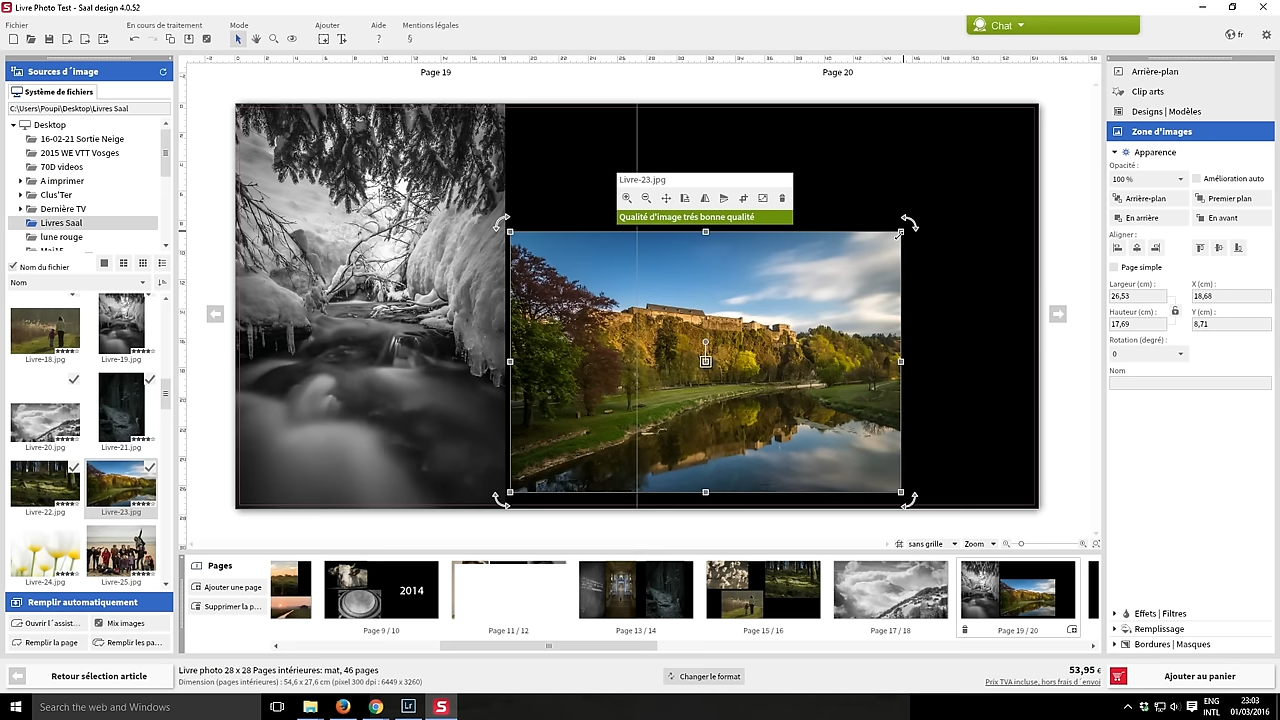 Livre Photo Test - Saal design 4.0.52
Fichier
En cours de traitement
Mode
Ajouter
Aide
Mentions légales
Chat
fr
Sources d´Image
Système de fichiers
C:\Users\Poupi\Desktop\Livres Saal
Desktop
16-02-21 Sortie Neige
2015 WE VTT Vosges
70D videos
A imprimer
Clus'Ter
Dernière TV
Livres Saal
lune rouge
Nom du fichier
Nom
Livre-18.jpg
Livre-19.jpg
Livre-20.jpg
Livre-21.jpg
Livre-22.jpg
Livre-23.jpg
Livre-24.jpg
Livre-25.jpg
Remplir automatiquement
Ouvrir l'assist...
Mix images
Remplir la page
Remplir les pa...
Retour sélection article
Page 19
Page 20
Livre-23.jpg
Qualité d'image trés bonne qualité
sans grille
Zoom
Pages
Ajouter une page
Supprimer la p...
2014
Page 9 / 10
Page 11 / 12
Page 13 / 14
Page 15 / 16
Page 17 / 18
Page 19 / 20
Livre photo 28 x 28 Pages intérieures: mat, 46 pages
Dimension (pages intérieures) : 54,6 x 27,6 cm (pixel 300 dpi : 6449 x 3260)
Changer le format
53,95 €
Prix TVA incluse, hors frais d´envoi
Arrière-plan
Clip arts
Designs | Modèles
Zone d'images
Apparence
Opacité :
100 %
Amélioration auto
Arrière-plan
Premier plan
En arrière
En avant
Aligner :
Page simple
Largeur (cm) :
X (cm) :
26,53
18,68
Hauteur (cm) :
Y (cm) :
17,69
8,71
Rotation (degré) :
0
Nom
Effets | Filtres
Remplissage
Bordures | Masques
Ajouter au panier
Search the web and Windows
ENG
INTL
23:03
01/03/2016